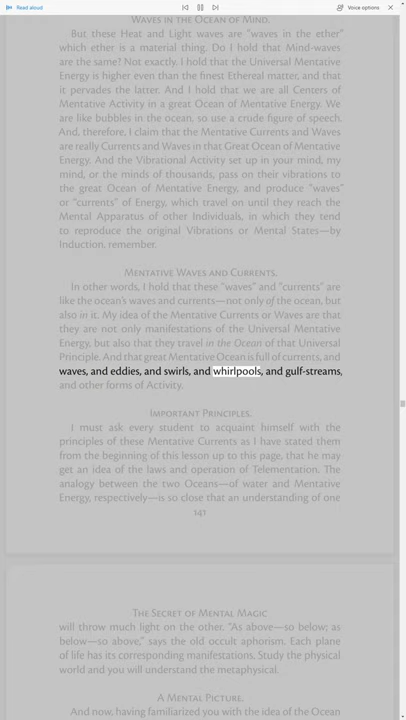 Read aloud
Voice options
Waves in the Ocean of Mind.
But these Heat and Light waves are “waves in the ether”
which ether is a material thing. Do I hold that Mind-waves
are the same? Not exactly. I hold that the Universal Mentative
Energy is higher even than the finest Ethereal matter, and that
it pervades the latter. And I hold that we are all Centers of
Mentative Activity in a great Ocean of Mentative Energy. We
are like bubbles in the ocean, so use a crude figure of speech.
And, therefore, I claim that the Mentative Currents and Waves
are really Currents and Waves in that Great Ocean of Mentative
Energy. And the Vibrational Activity set up in your mind, my
mind, or the minds of thousands, pass on their vibrations to
the great Ocean of Mentative Energy, and produce “waves”
or “currents” of Energy, which travel on until they reach the
Mental Apparatus of other Individuals, in which they tend
to reproduce the original Vibrations or Mental States—by
Induction, remember.
Mentative Waves and Currents.
In other words, I hold that these “waves” and “currents” are
like the ocean’s waves and currents—not only of the ocean, but
also in it. My idea of the Mentative Currents or Waves are that
they are not only manifestations of the Universal Mentative
Energy, but also that they travel in the Ocean of that Universal
Principle. And that great Mentative Ocean is full of currents, and
waves, and eddies, and swirls, and whirlpools, and gulf-streams,
and other forms of Activity.
Important Principles.
I must ask every student to acquaint himself with the
principles of these Mentative Currents as I have stated them
from the beginning of this lesson up to this page, that he may
get an idea of the laws and operation of Telementation. The
analogy between the two Oceans—of water and Mentative
Energy, respectively—is so close that an understanding of one
141
The Secret of Mental Magic
will throw much light on the other. “As above—so below; as
below—so above,” says the old occult aphorism. Each plane
of life has its corresponding manifestations. Study the physical
world and you will understand the metaphysical.
A Mental Picture.
And now, having familiarized you with the idea of the Ocean